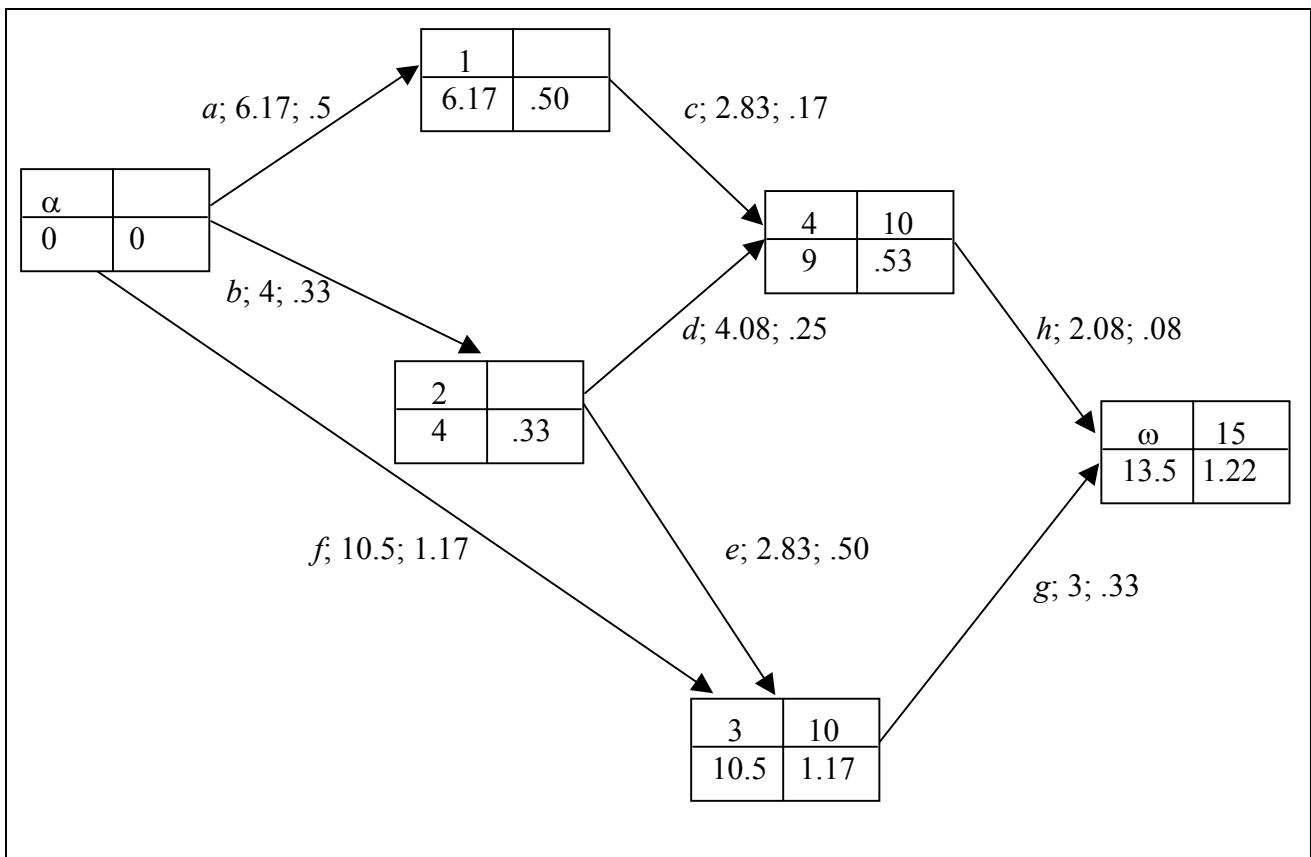 1
6.17 .50
a; 6.17; .5
c; 2.83; .17
α
0 0
4 10
9 .53
b; 4; .33
d; 4.08; .25
h; 2.08; .08
2
4 .33
ω 15
13.5 1.22
f; 10.5; 1.17
e; 2.83; .50
g; 3; .33
3 10
10.5 1.17